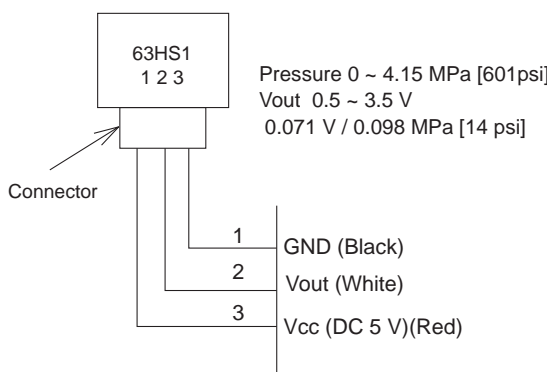 63HS1
1 2 3
Pressure 0 ~ 4.15 MPa [601psi]
Vout 0.5 ~ 3.5 V
0.071 V / 0.098 MPa [14 psi]
Connector
1
GND (Black)
2
Vout (White)
3
Vcc (DC 5 V)(Red)